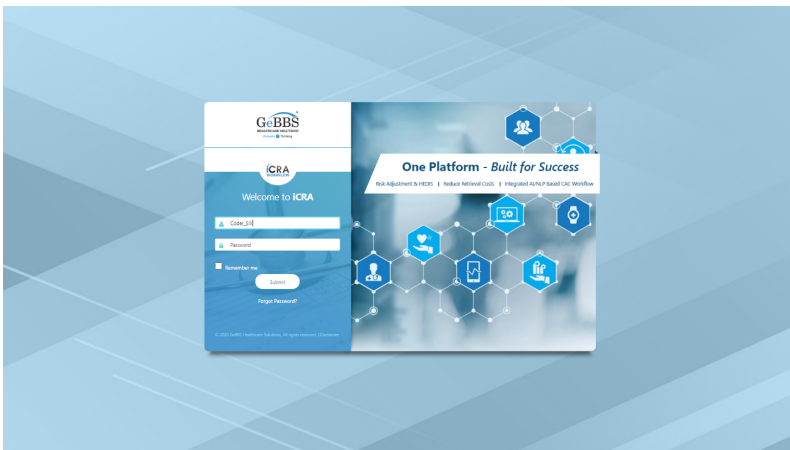 GeBBS
HEALTHCARE SOLUTIONS
iCRA
WORKFLOW
Welcome to iCRA
Password
Remember me
Submit
Forgot Password?
One Platform - Built for Success
Risk Adjustment & HEDIS | Reduce Retrieval Costs | Integrated AI/NLP Based CAC Workflow